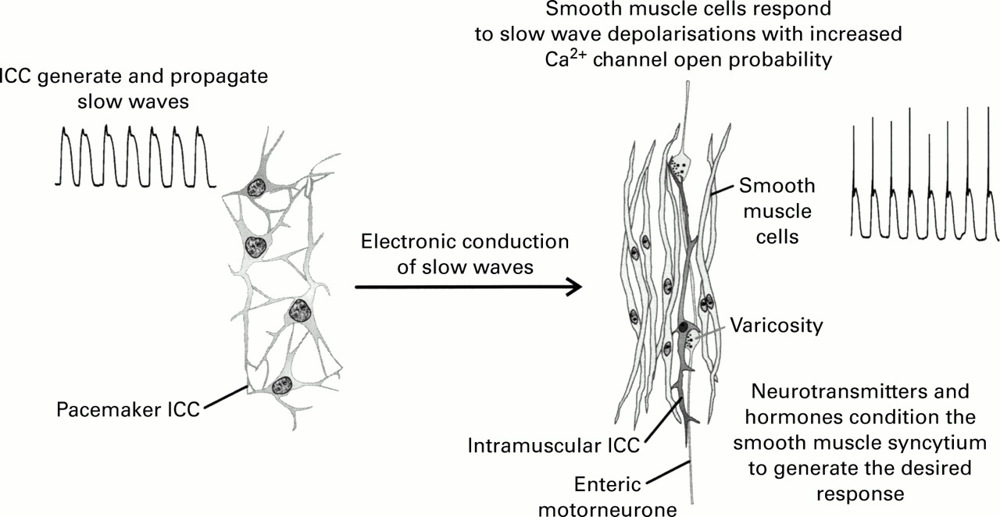 Smooth muscle cells respond
to slow wave depolarisations with increased
Ca²⁺ channel open probability
ICC generate and propagate
slow waves
Smooth
muscle
cells
Electronic conduction
of slow waves
Varicosity
Pacemaker ICC
Intramuscular ICC
Enteric
motorneurone
Neurotransmitters and
hormones condition the
smooth muscle syncytium
to generate the desired
response